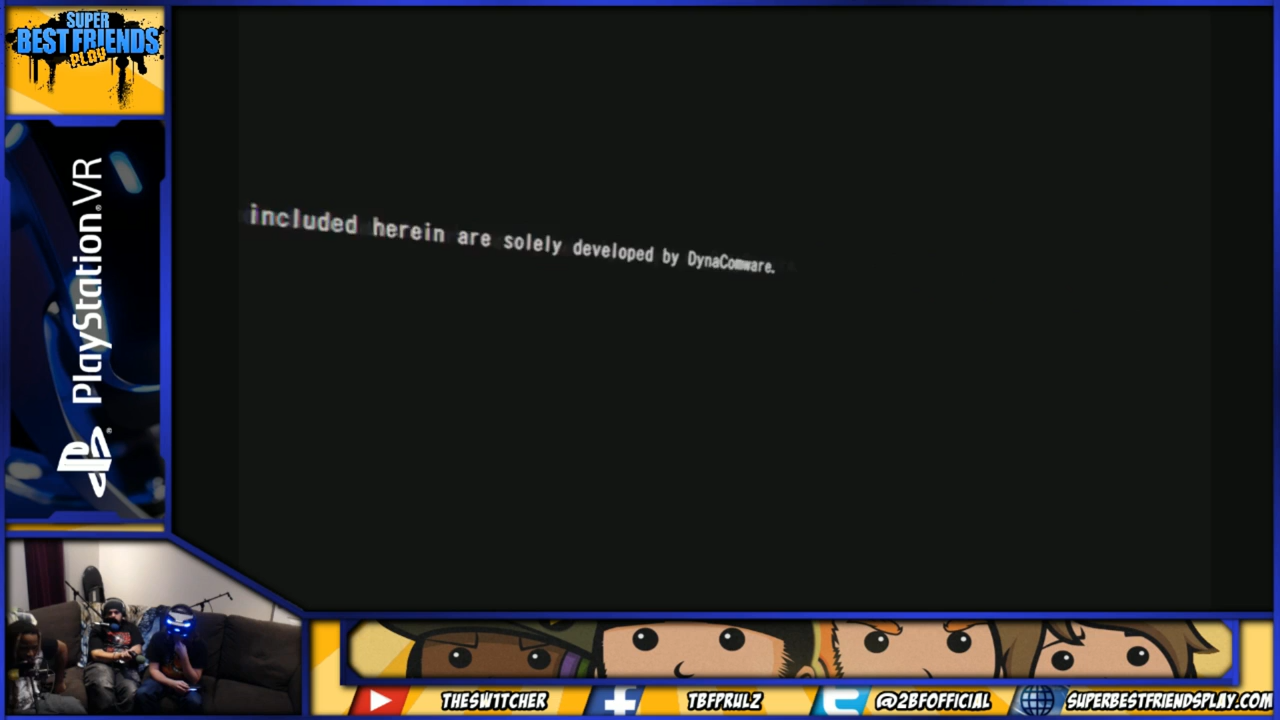 SUPER
BEST FRIENDS
PLAY
PlayStation®VR
included herein are solely developed by DynaComware.
THESW1TCHER
TBFPRULZ
@2BFOFFICIAL
SUPERBESTFRIENDSPLAY.COM